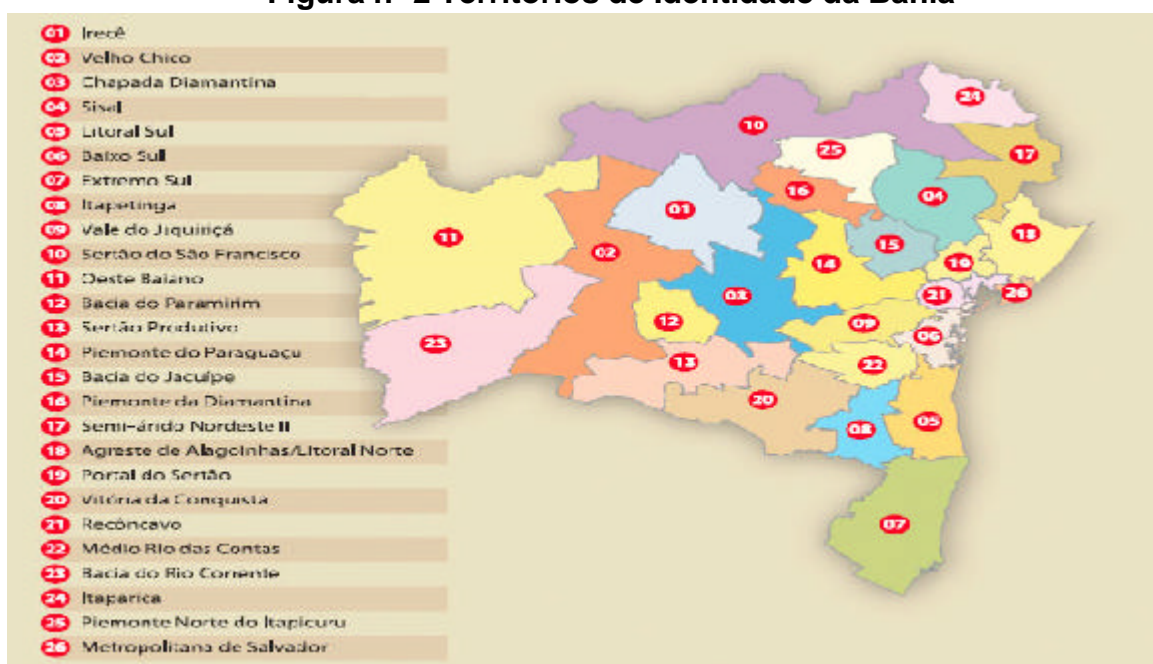 Figura nº 2 Territórios de Identidade da Bahia
01 Irecê
02 Velho Chico
03 Chapada Diamantina
04 Sisal
05 Litoral Sul
06 Baixo Sul
07 Extremo Sul
08 Itapetinga
09 Vale do Jiquiriçá
10 Sertão do São Francisco
11 Oeste Baiano
12 Bacia do Paramirim
13 Sertão Produtivo
14 Piemonte do Paraguaçu
15 Bacia do Jacuípe
16 Piemonte da Diamantina
17 Semi-árido Nordeste II
18 Agreste de Alagoinhas/Litoral Norte
19 Portal do Sertão
20 Vitória da Conquista
21 Recôncavo
22 Médio Rio das Contas
23 Bacia do Rio Corrente
24 Itaparica
25 Piemonte Norte do Itapicuru
26 Metropolitana de Salvador
24
10
25
17
16
04
01
11
02
15
18
14
19
03
21
26
12
09
06
23
13
22
20
08
05
07